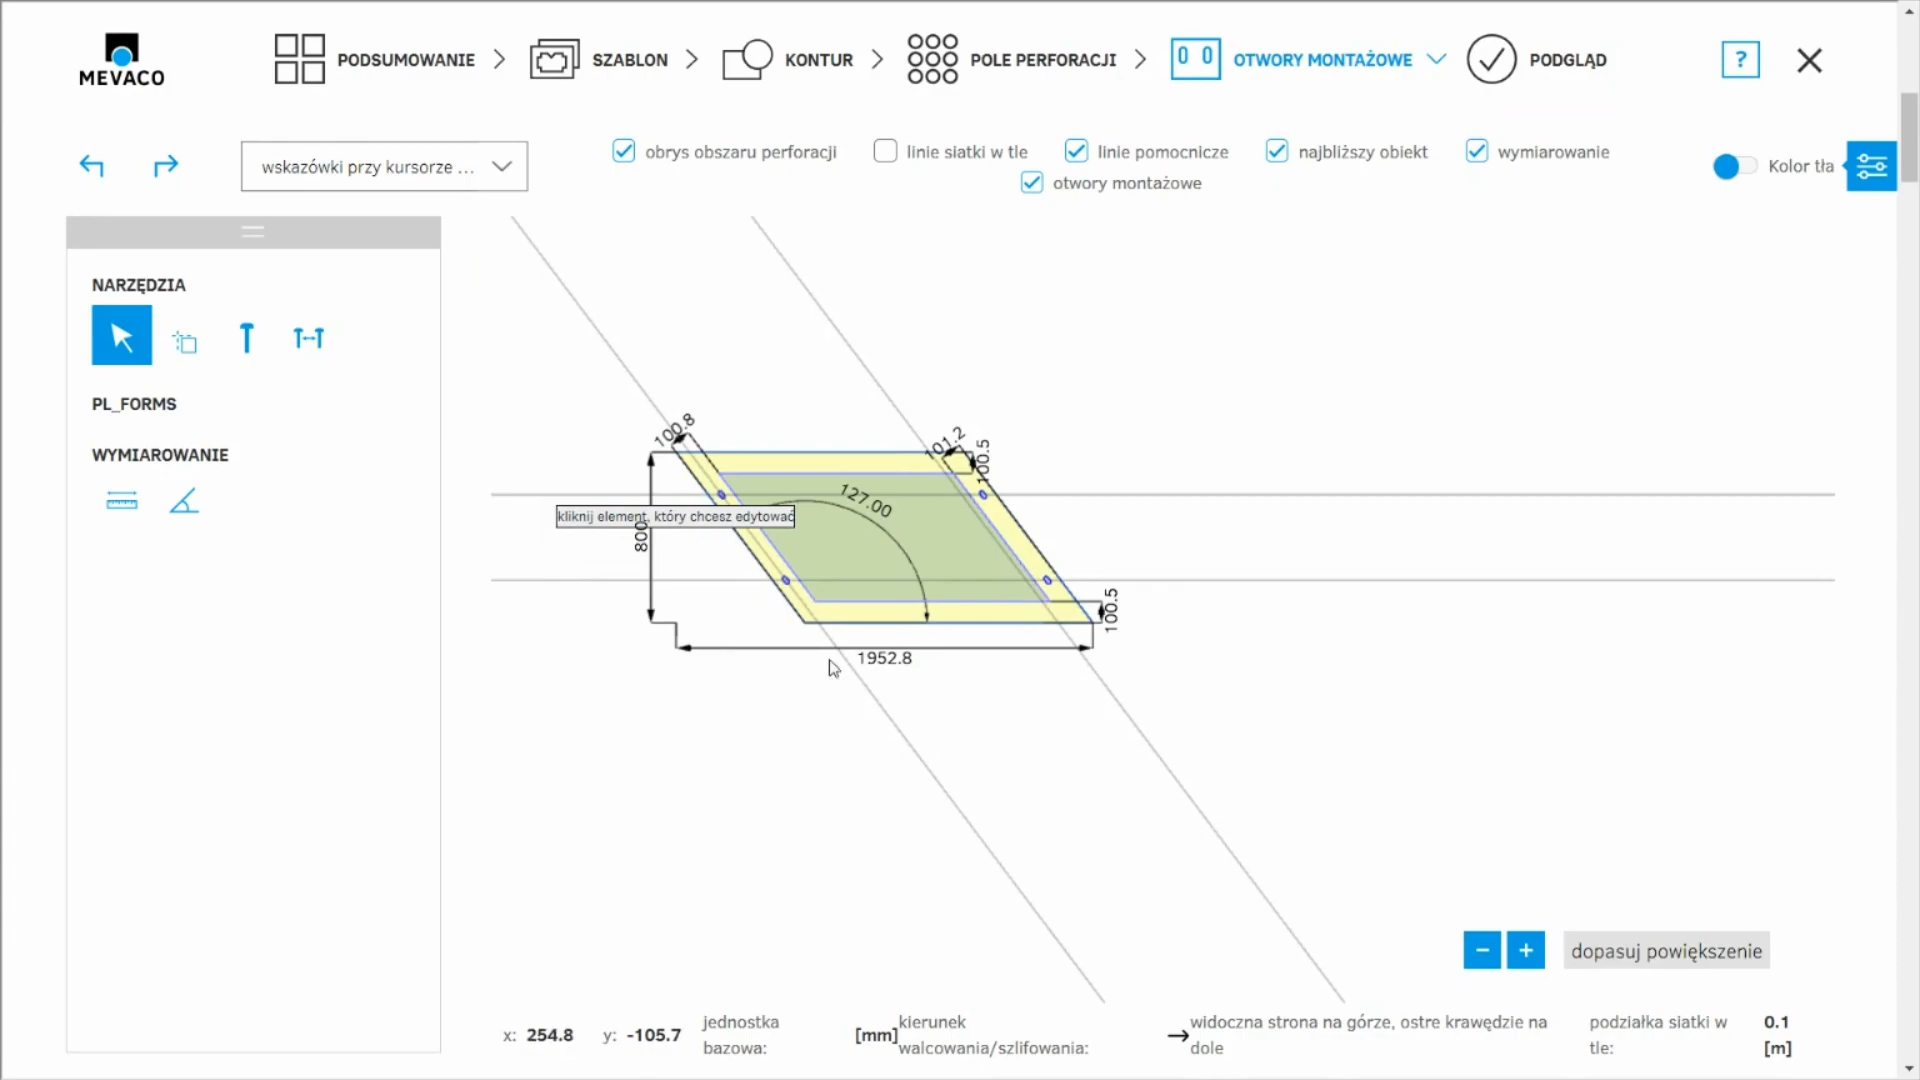 MEVACO
PODSUMOWANIE
SZABLON
KONTUR
POLE PERFORACJI
0 0
OTWORY MONTAŻOWE
PODGLĄD
?
wskazówki przy kursorze ...
obrys obszaru perforacji
linie siatki w tle
linie pomocnicze
najbliższy obiekt
wymiarowanie
otwory montażowe
Kolor tła
NARZĘDZIA
PL_FORMS
WYMIAROWANIE
100.8
101.2
100.5
127.00
kliknij element, który chcesz edytować
800
100.5
1952.8
dopasuj powiększenie
x: 254.8
y: -105.7
jednostka
bazowa:
[mm]
kierunek
walcowania/szlifowania:
widoczna strona na górze, ostre krawędzie na
dole
podziałka siatki w
tle:
0.1
[m]